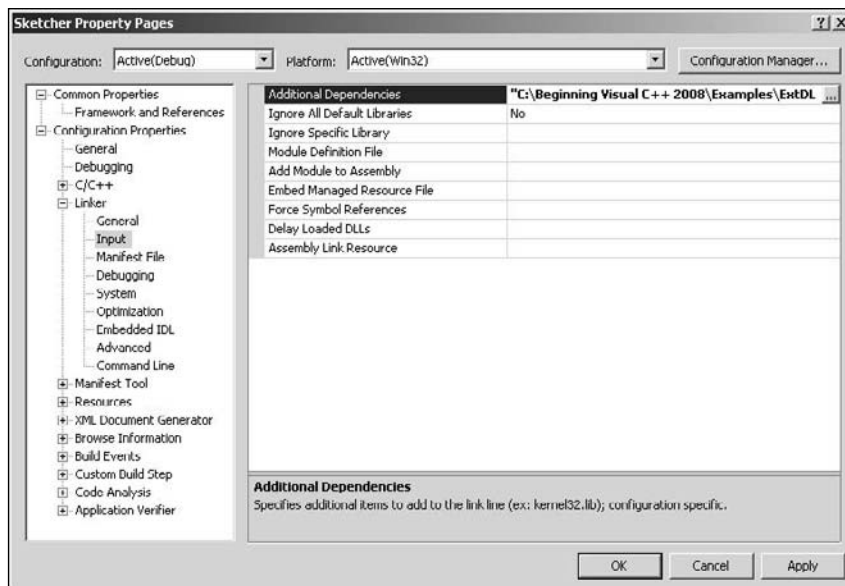 Sketcher Property Pages
Configuration: Active(Debug) Platform: Active(Win32) Configuration Manager...
Common Properties
Framework and References
Configuration Properties
General
Debugging
C/C++
Linker
General
Input
Manifest File
Debugging
System
Optimization
Embedded IDL
Advanced
Command Line
Manifest Tool
Resources
XML Document Generator
Browse Information
Build Events
Custom Build Step
Code Analysis
Application Verifier
Additional Dependencies "C:\Beginning Visual C++ 2008\Examples\ExtDL ...
Ignore All Default Libraries No
Ignore Specific Library
Module Definition File
Add Module to Assembly
Embed Managed Resource File
Force Symbol References
Delay Loaded DLLs
Assembly Link Resource
Additional Dependencies
Specifies additional items to add to the link line (ex: kernel32.lib); configuration specific.
OK Cancel Apply